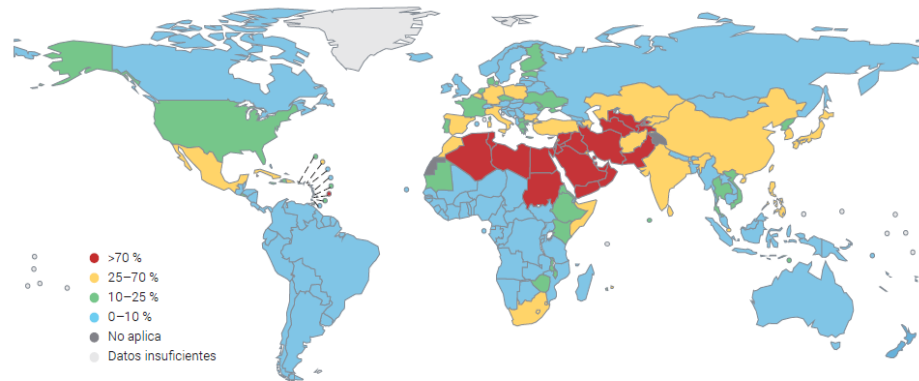 >70 %
25–70 %
10–25 %
0–10 %
No aplica
Datos insuficientes